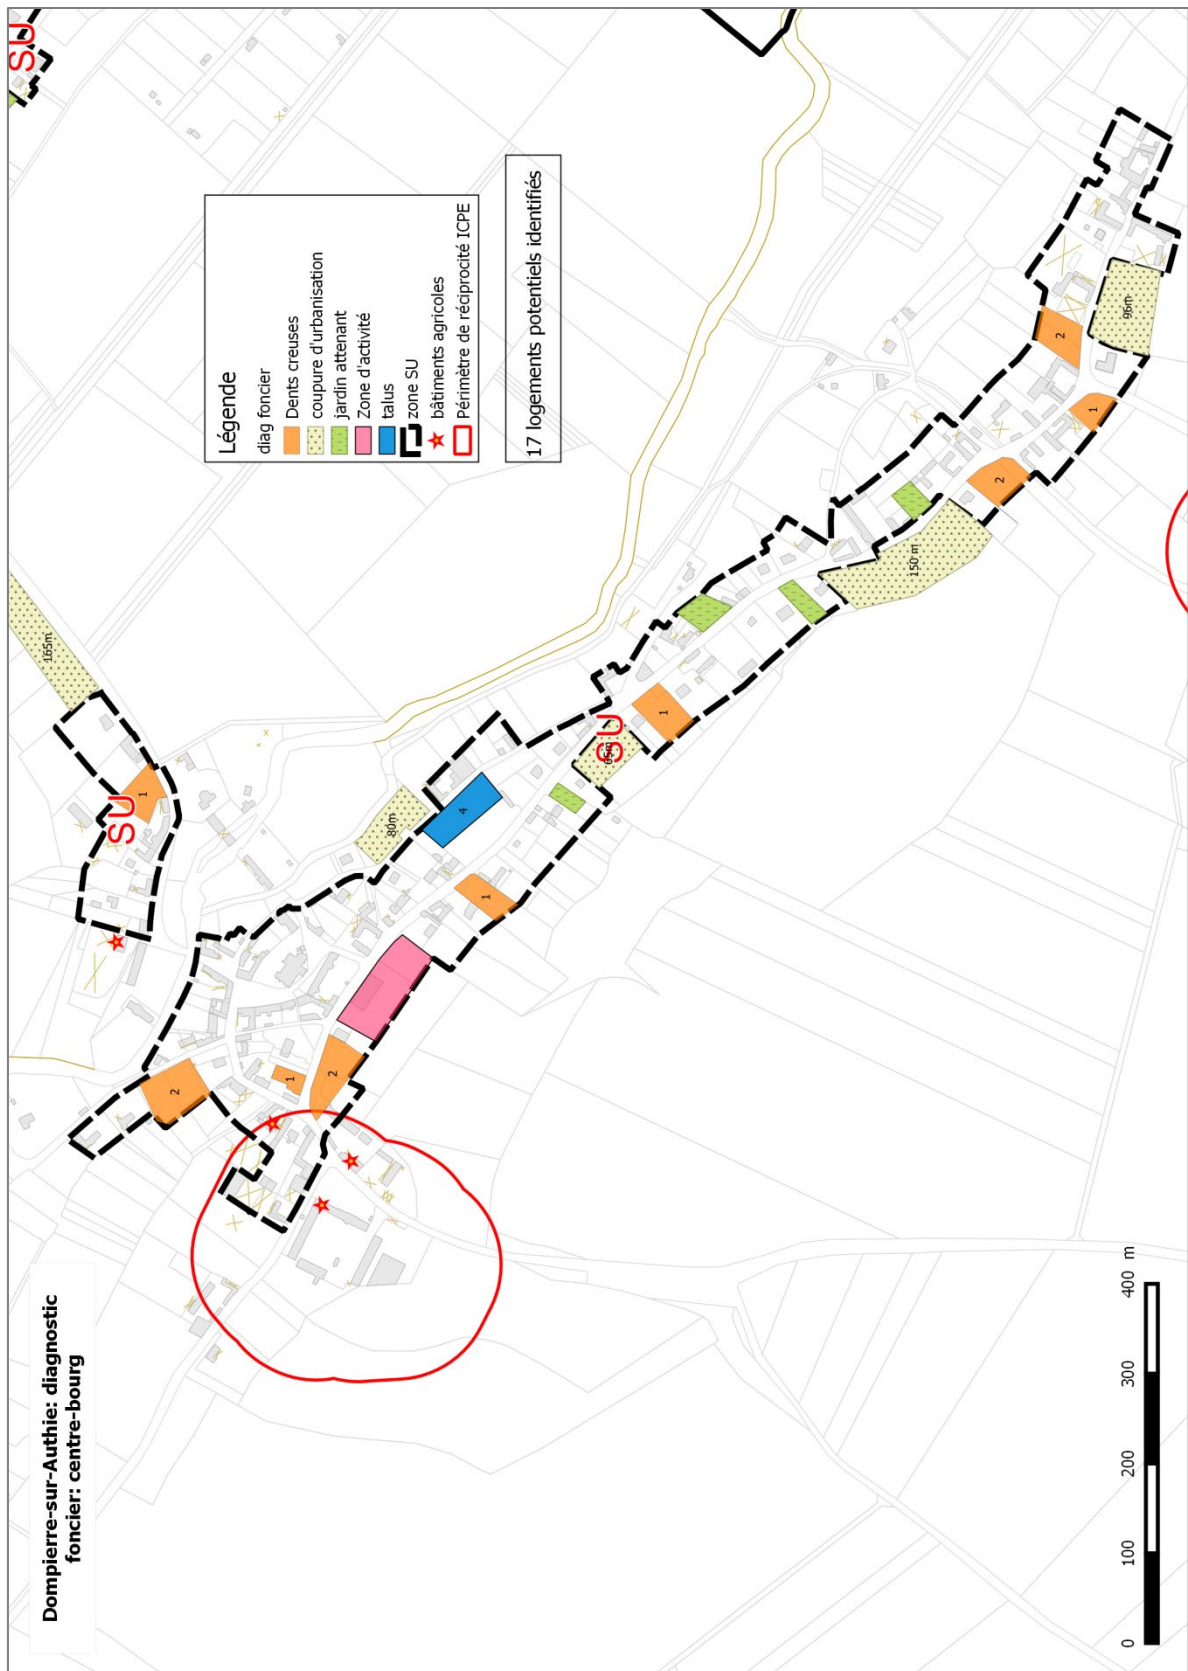 Dompierre-sur-Authie: diagnostic
foncier: centre-bourg
Légende
diag foncier
Dents creuses
coupure d'urbanisation
jardin attenant
Zone d'activité
talus
zone SU
bâtiments agricoles
Périmètre de réciprocité ICPE
17 logements potentiels identifiés
SU
165m
SU
1
2
1
2
80m
4
1
65m
SU
1
150 m
2
1
2
96m
0 100 200 300 400 m